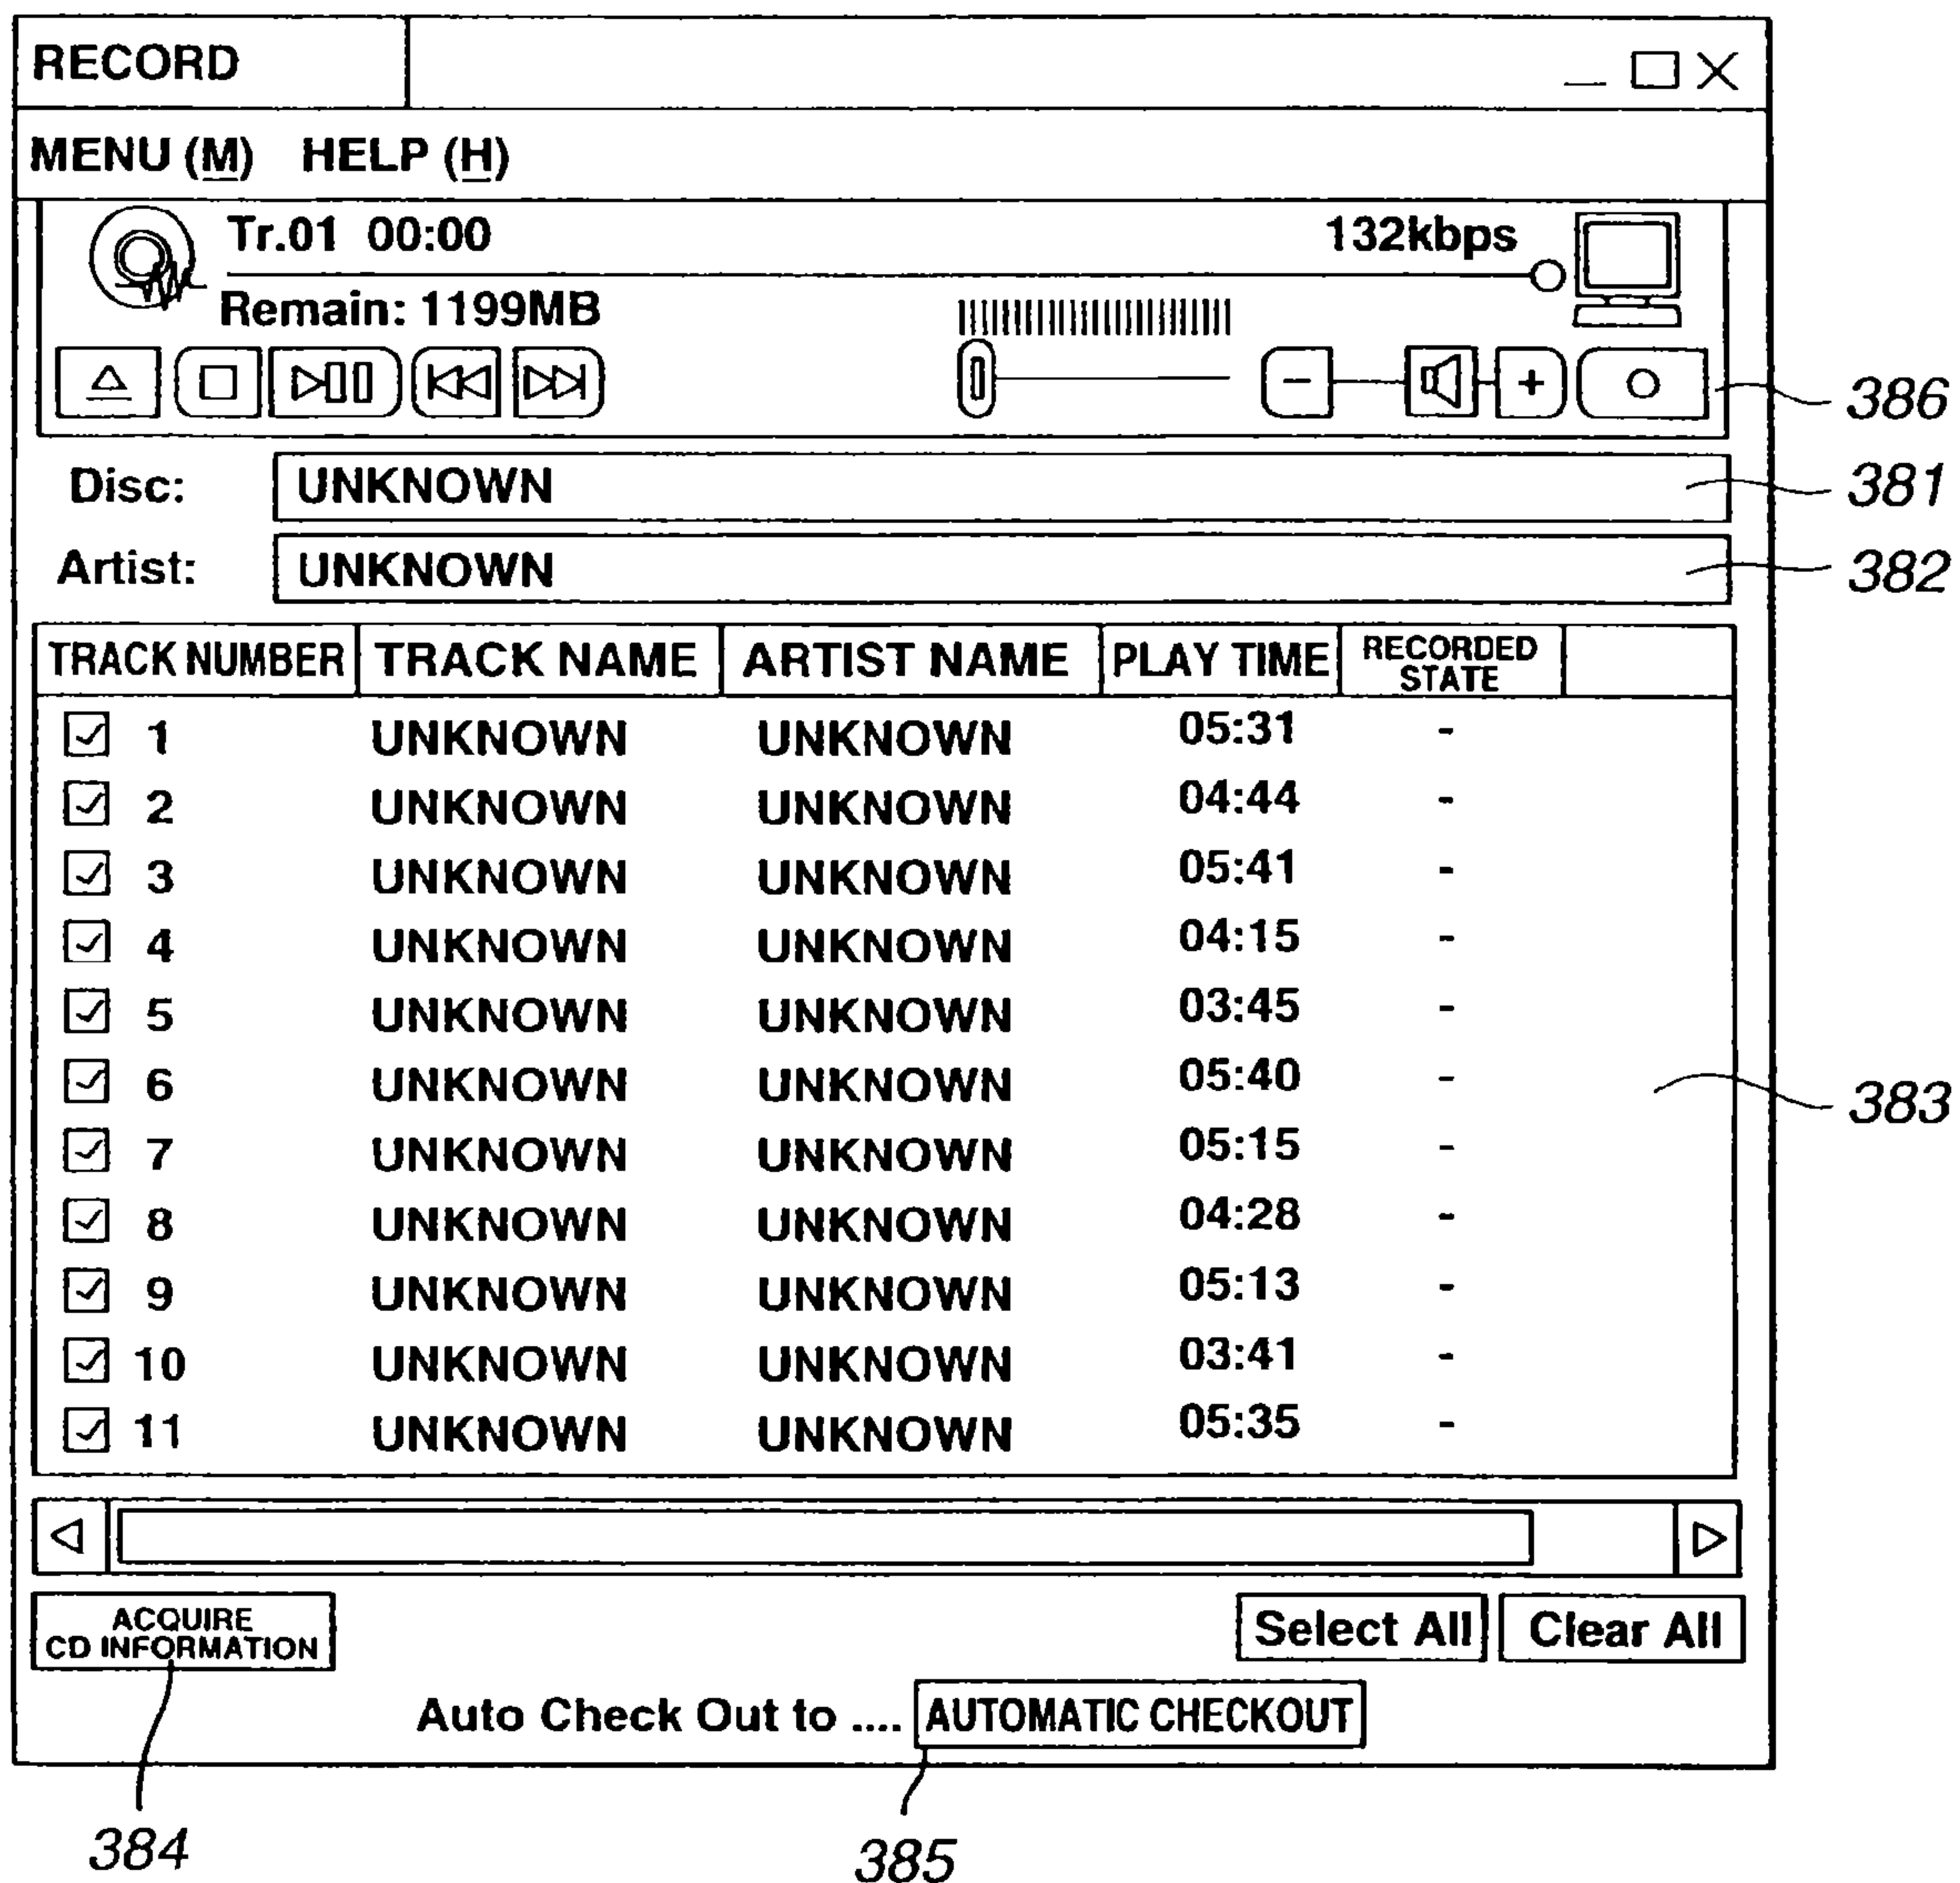 RECORD
MENU (M) HELP (H)
Tr.01 00:00 132kbps
Remain: 1199MB
- +
386
Disc: UNKNOWN
381
Artist: UNKNOWN
382
TRACK NUMBER TRACK NAME ARTIST NAME PLAY TIME RECORDED STATE
1 UNKNOWN UNKNOWN 05:31 -
2 UNKNOWN UNKNOWN 04:44 -
3 UNKNOWN UNKNOWN 05:41 -
4 UNKNOWN UNKNOWN 04:15 -
5 UNKNOWN UNKNOWN 03:45 -
6 UNKNOWN UNKNOWN 05:40 -
383
7 UNKNOWN UNKNOWN 05:15 -
8 UNKNOWN UNKNOWN 04:28 -
9 UNKNOWN UNKNOWN 05:13 -
10 UNKNOWN UNKNOWN 03:41 -
11 UNKNOWN UNKNOWN 05:35 -
ACQUIRE
CD INFORMATION
Select All Clear All
Auto Check Out to .... AUTOMATIC CHECKOUT
384
385